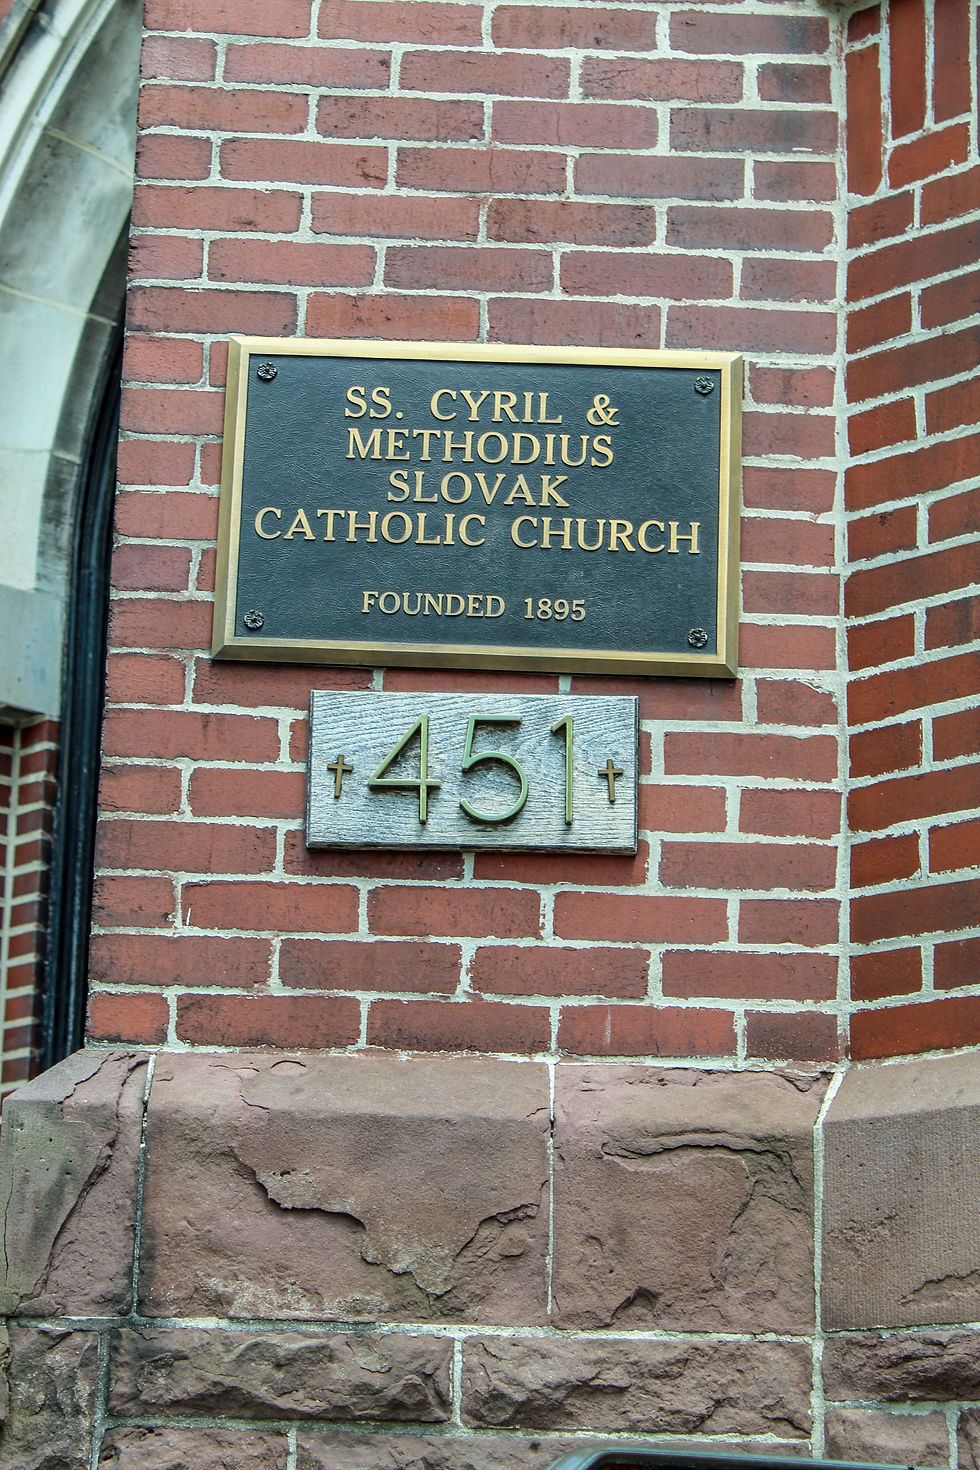 SS. CYRIL &
METHODIUS
SLOVAK
CATHOLIC CHURCH
FOUNDED 1895
451